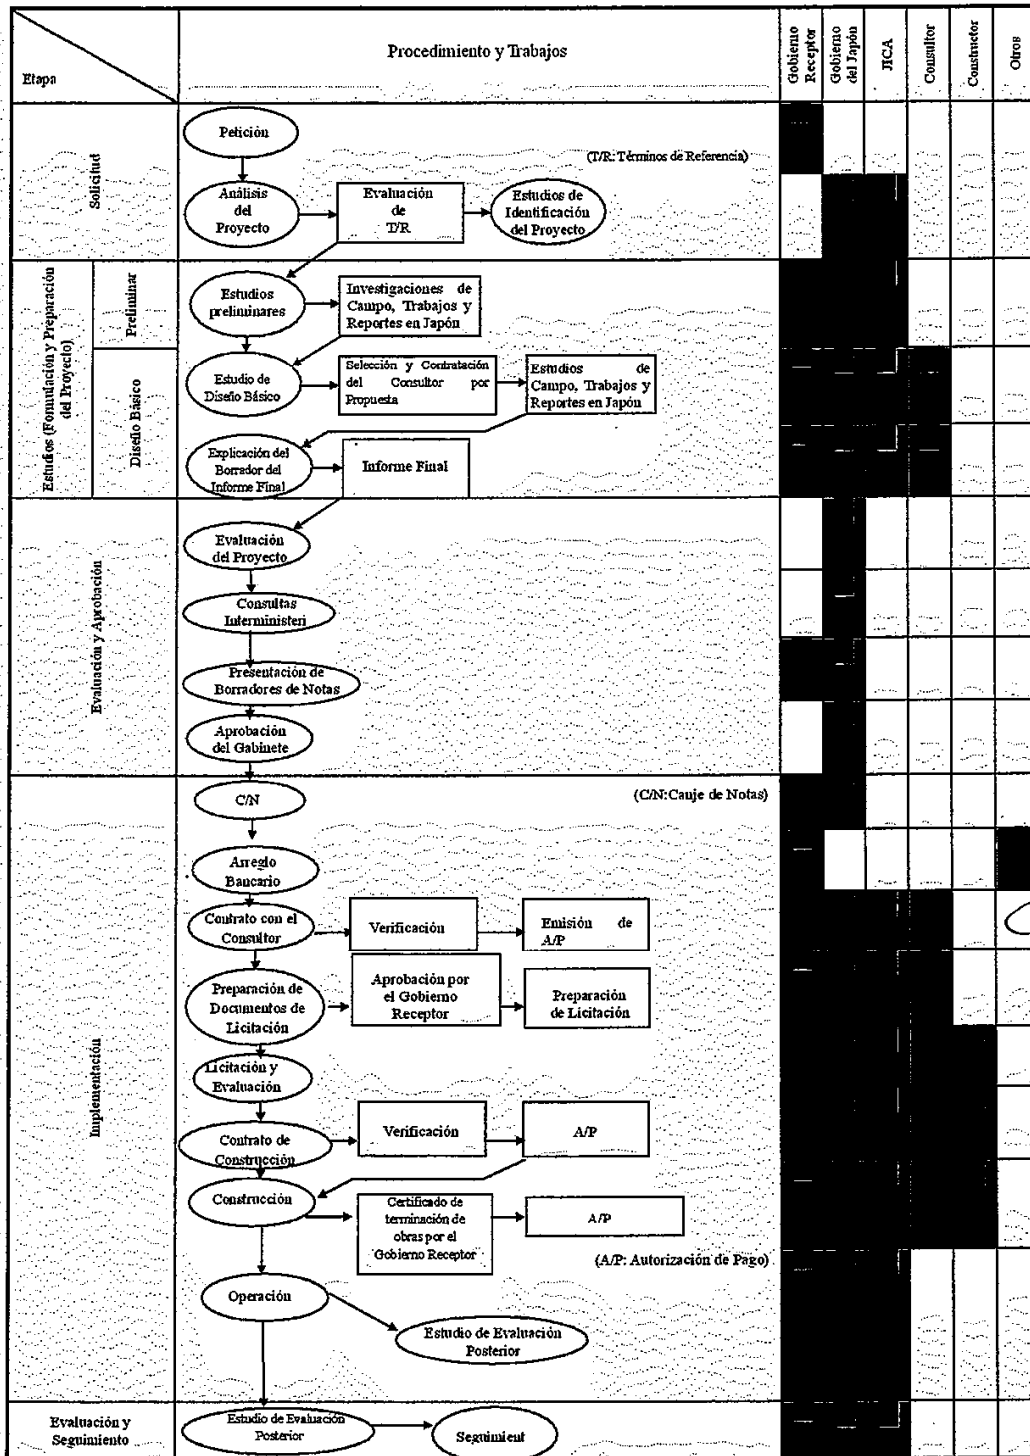 Etapa
Procedimiento y Trabajos
Gobierno
Receptor
Gobierno
del Japón
JICA
Consultor
Constructor
Otros
Solicitud
Petición
(T/R: Términos de Referencia)
Análisis
del
Proyecto
Evaluación
de
T/R
Estudios de
Identificación
del Proyecto
Estudios (Formulación y Preparación
del Proyecto)
Preliminar
Estudios
preliminares
Investigaciones de
Campo, Trabajos y
Reportes en Japón
Diseño Básico
Estudio de
Diseño Básico
Selección y Contratación
del Consultor por
Propuesta
Estudios de
Campo, Trabajos y
Reportes en Japón
Explicación del
Borrador del
Informe Final
Informe Final
Evaluación y Aprobación
Evaluación
del Proyecto
Consultas
Interministeri
Presentación de
Borradores de Notas
Aprobación
del Gabinete
Implementación
C/N
(C/N:Canje de Notas)
Arreglo
Bancario
Contrato con el
Consultor
Verificación
Emisión de
A/P
Preparación de
Documentos de
Licitación
Aprobación por
el Gobierno
Receptor
Preparación
de Licitación
Licitación y
Evaluación
Contrato de
Construcción
Verificación
A/P
Construcción
Certificado de
terminación de
obras por el
Gobierno Receptor
A/P
(A/P: Autorización de Pago)
Operación
Estudio de Evaluación
Posterior
Evaluación y
Seguimiento
Estudio de Evaluación
Posterior
Seguimient